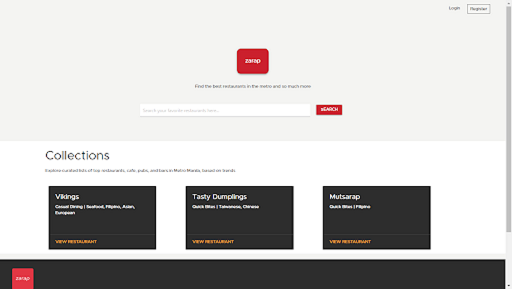 Login
Register
zarap
Find the best restaurants in the metro and so much more
Search your favorite restaurants here...
SEARCH
Collections
Explore curated lists of top restaurants, cafe, pubs, and bars in Metro Manila, based on trends
Vikings
Casual Dining | Seafood, Filipino, Asian,
European
VIEW RESTAURANT
Tasty Dumplings
Quick Bites | Taiwanese, Chinese
VIEW RESTAURANT
Mutsarap
Quick Bites | Filipino
VIEW RESTAURANT
zarap